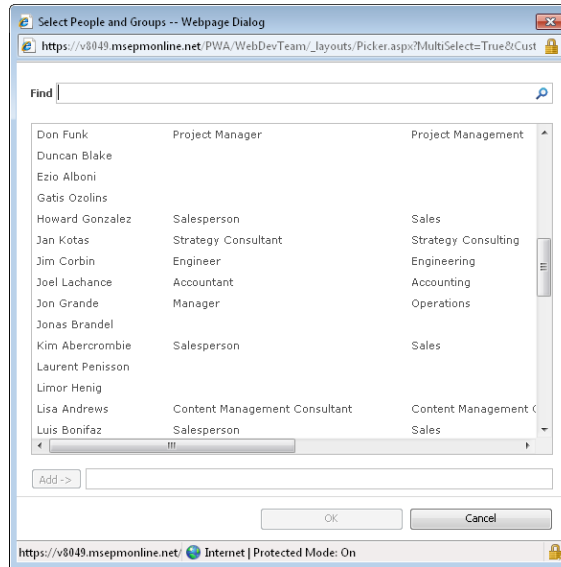 Select People and Groups -- Webpage Dialog
https://v8049.msepmonline.net/PWA/WebDevTeam/_layouts/Picker.aspx?MultiSelect=True&Cust
Find
Don Funk Project Manager Project Management
Duncan Blake
Ezio Alboni
Gatis Ozolins
Howard Gonzalez Salesperson Sales
Jan Kotas Strategy Consultant Strategy Consulting
Jim Corbin Engineer Engineering
Joel Lachance Accountant Accounting
Jon Grande Manager Operations
Jonas Brandel
Kim Abercrombie Salesperson Sales
Laurent Penisson
Limor Henig
Lisa Andrews Content Management Consultant Content Management C
Luis Bonifaz Salesperson Sales
Add ->
OK Cancel
https://v8049.msepmonline.net/ Internet | Protected Mode: On